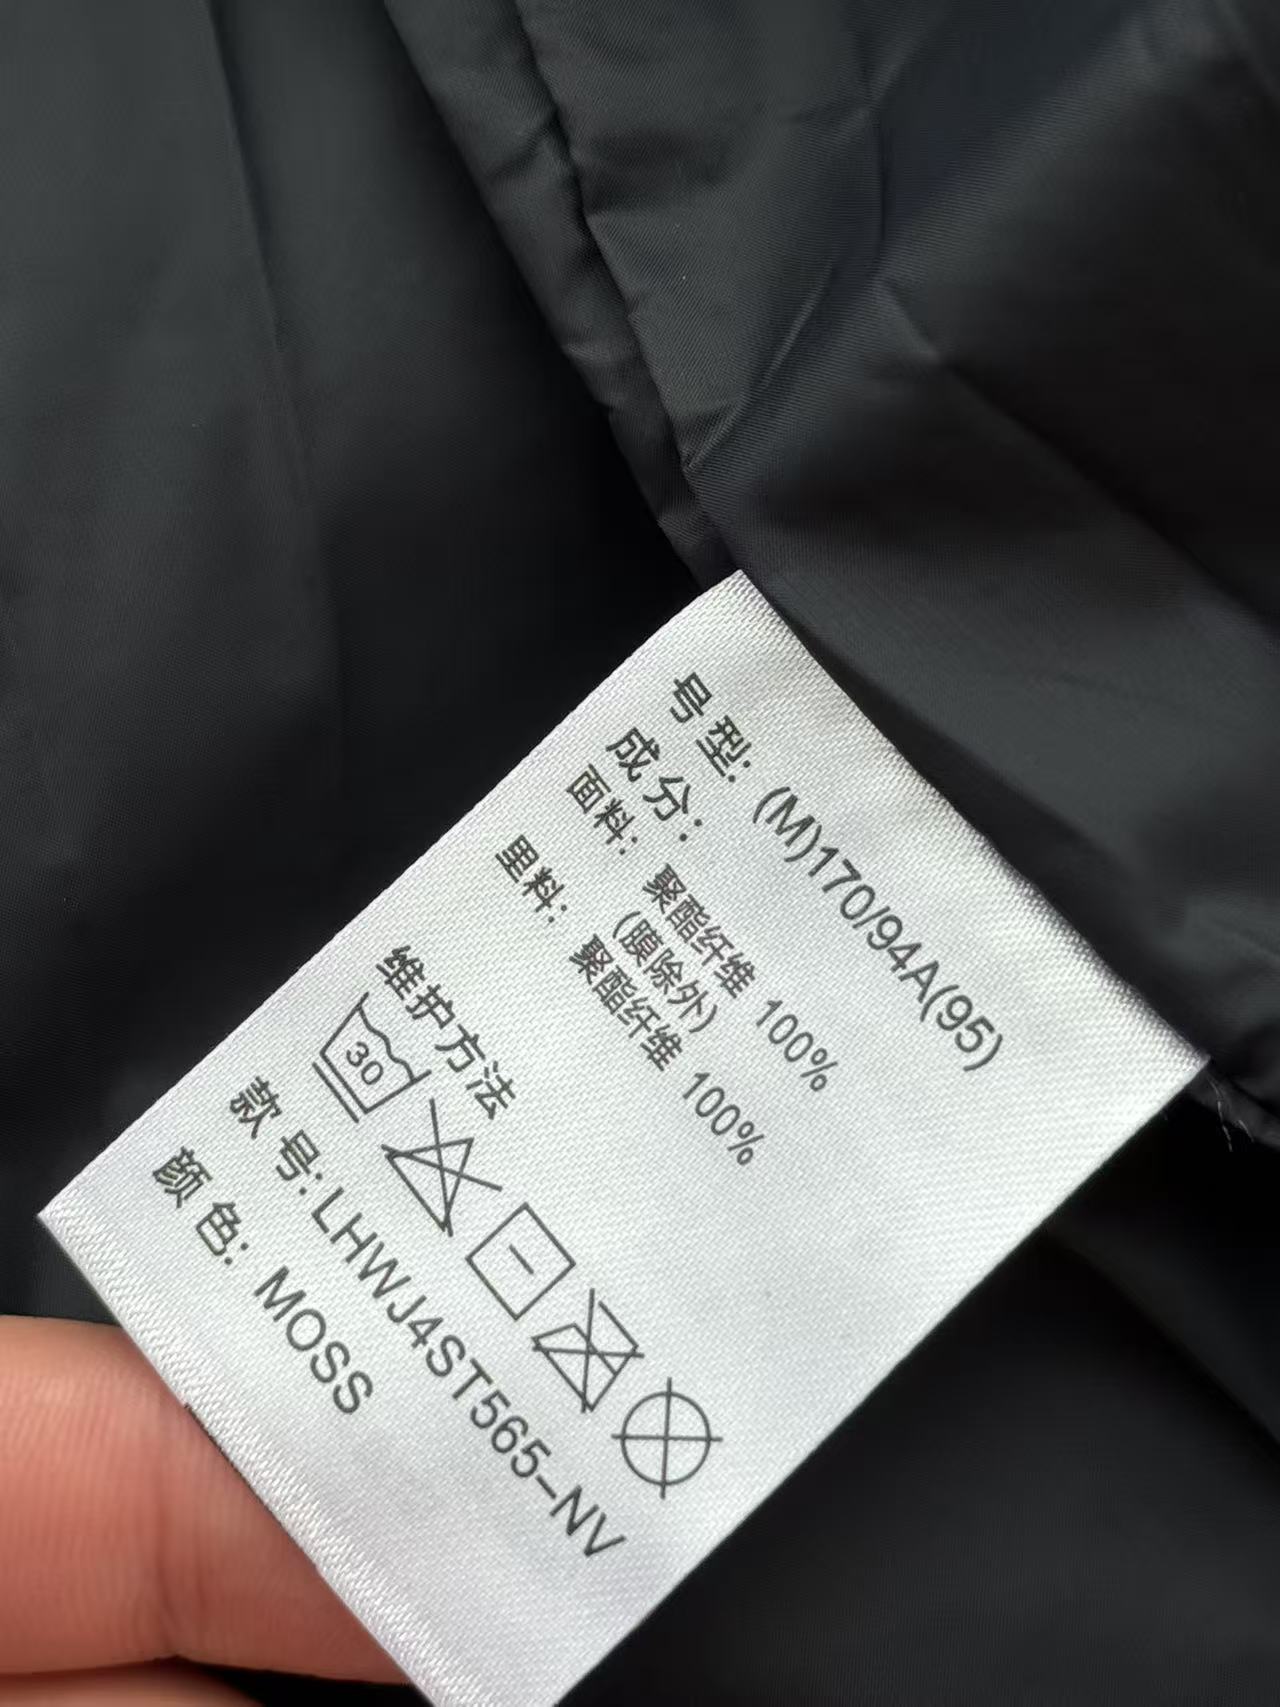 号型: (M)170/94A(95)
成分:
面料: 聚酯纤维 100%
(膜除外)
里料: 聚酯纤维 100%
维护方法
30
款号: LHWJ4ST565-NV
颜色: MOSS